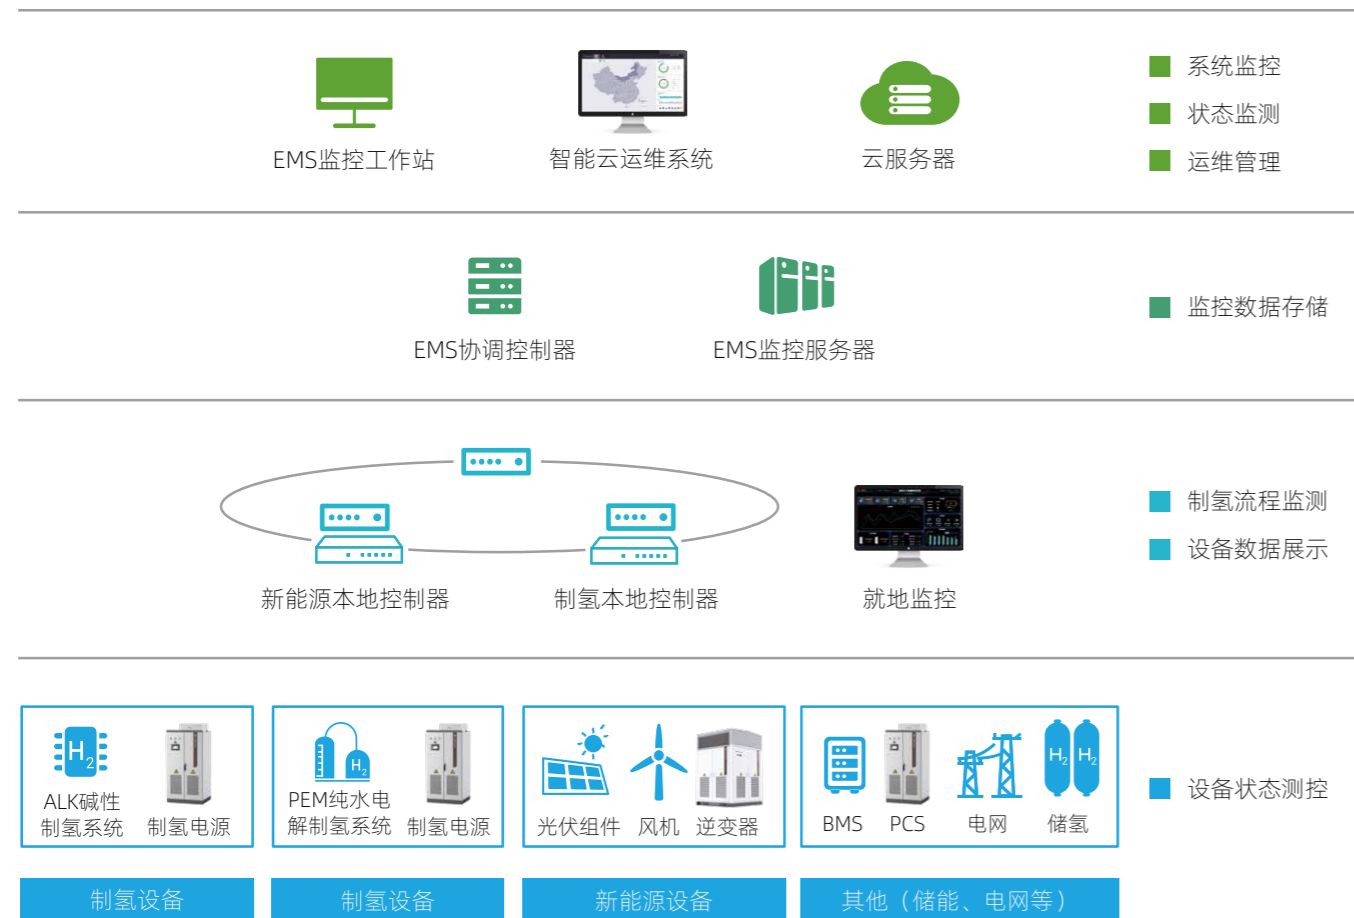 系统监控
状态监测
运维管理
EMS监控工作站
智能云运维系统
云服务器
监控数据存储
EMS协调控制器
EMS监控服务器
制氢流程监测
设备数据展示
新能源本地控制器
制氢本地控制器
就地监控
H2
ALK碱性
制氢系统
制氢电源
H2
PEM纯水电
解制氢系统
制氢电源
光伏组件
风机
逆变器
BMS
PCS
电网
H2
H2
储氢
设备状态测控
制氢设备
制氢设备
新能源设备
其他（储能、电网等）